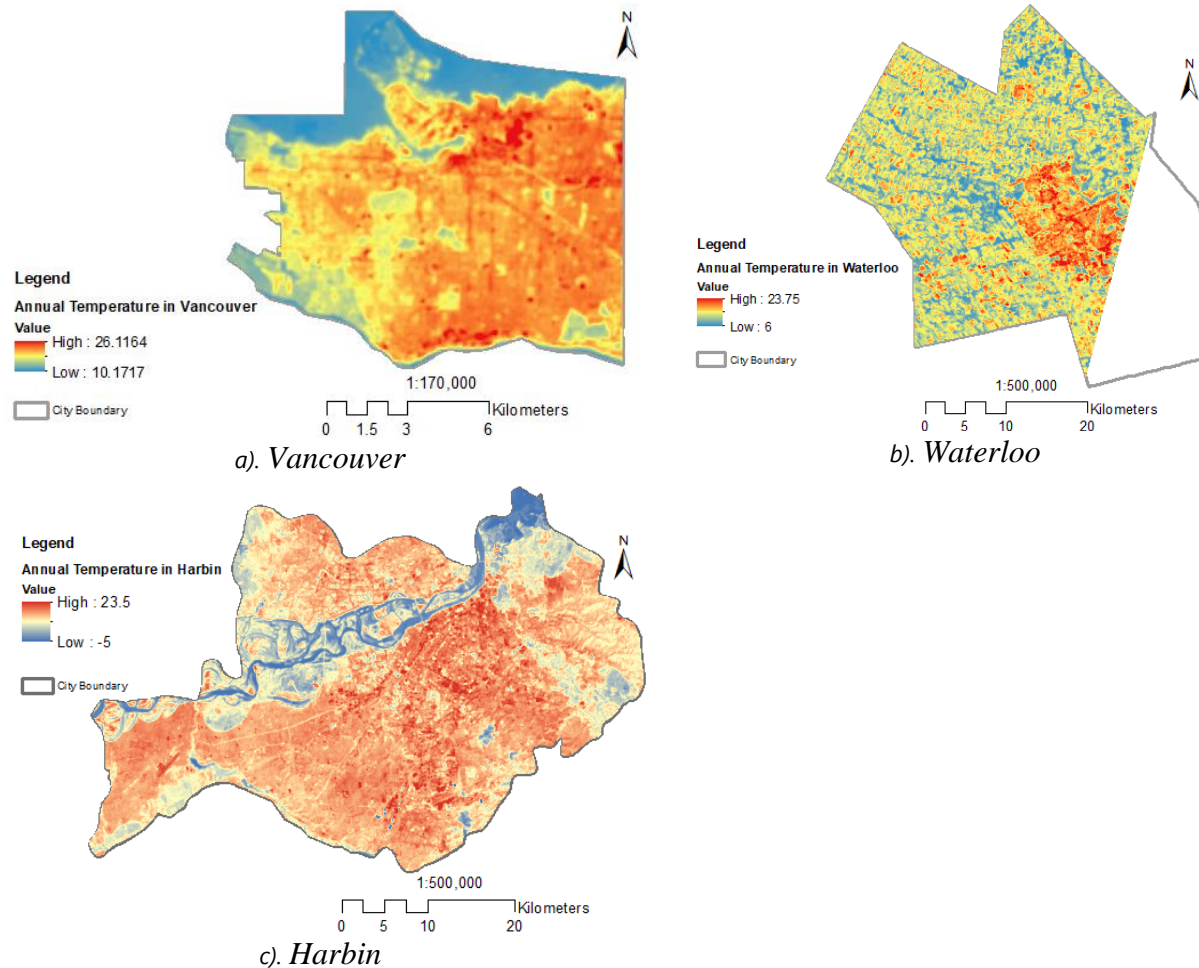 N
Legend
Annual Temperature in Vancouver
Value
High : 26.1164
Low : 10.1717
City Boundary
1:170,000
Kilometers
0 1.5 3 6
a). Vancouver
N
Legend
Annual Temperature in Waterloo
Value
High : 23.75
Low : 6
City Boundary
1:500,000
Kilometers
0 5 10 20
b). Waterloo
N
Legend
Annual Temperature in Harbin
Value
High : 23.5
Low : -5
City Boundary
1:500,000
Kilometers
0 5 10 20
c). Harbin